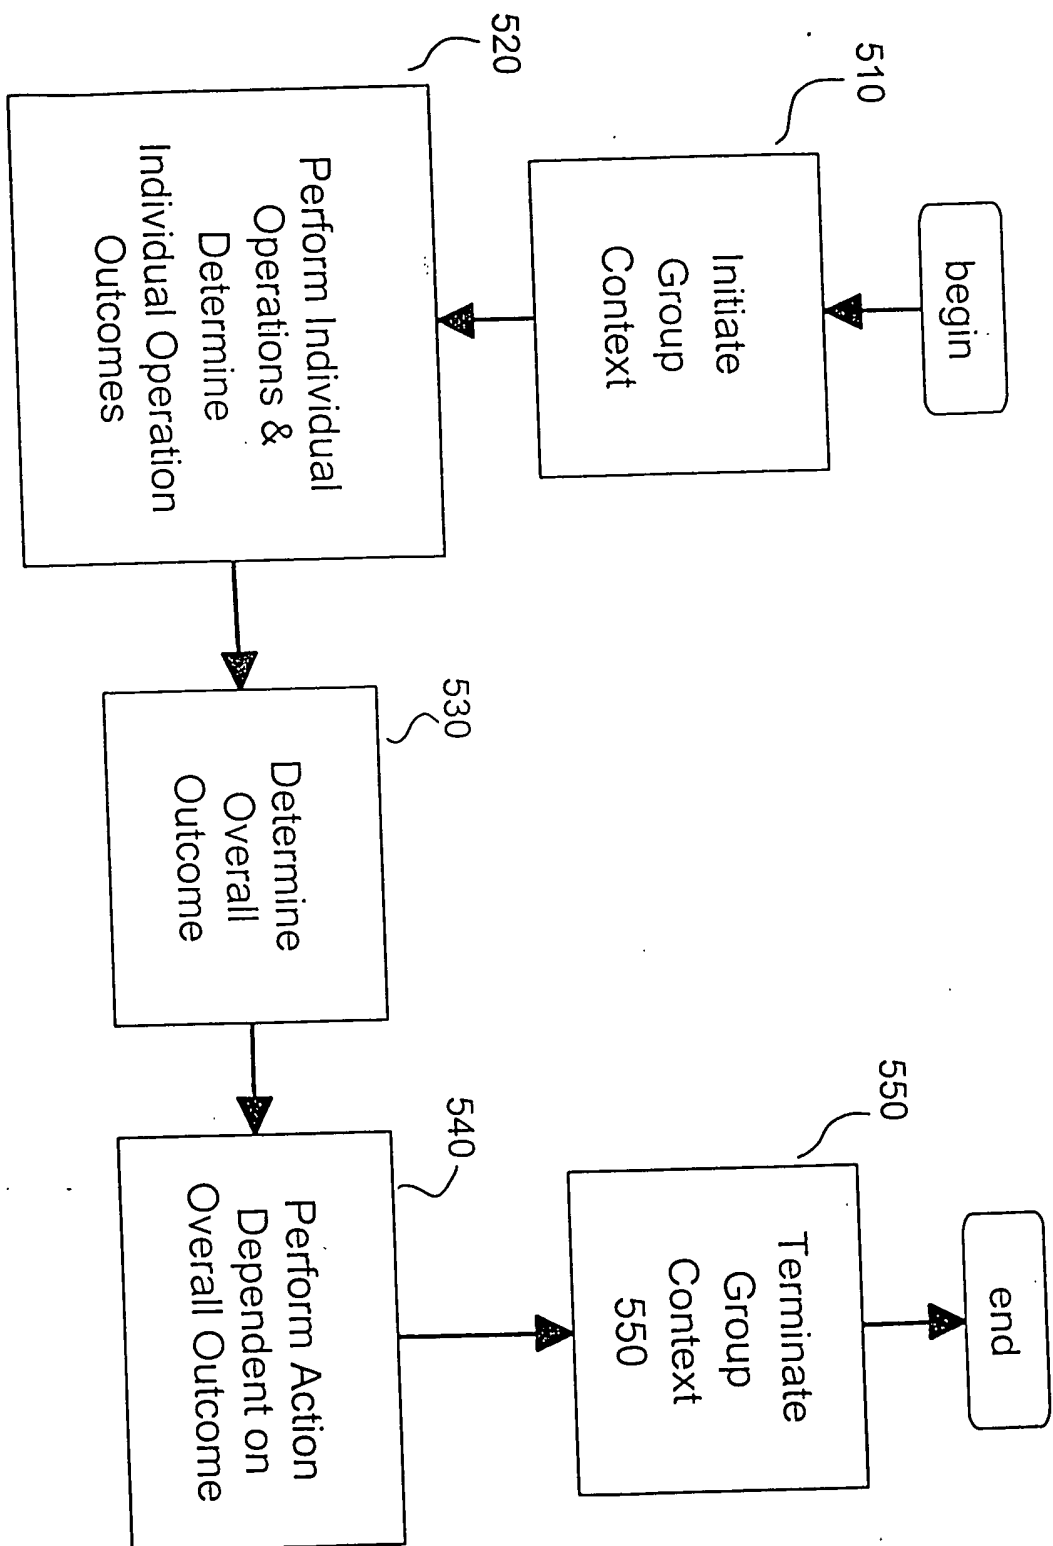 begin
510
Initiate
Group
Context
520
Perform Individual
Operations &
Determine
Individual Operation
Outcomes
530
Determine
Overall
Outcome
540
Perform Action
Dependent on
Overall Outcome
550
Terminate
Group
Context
550
end